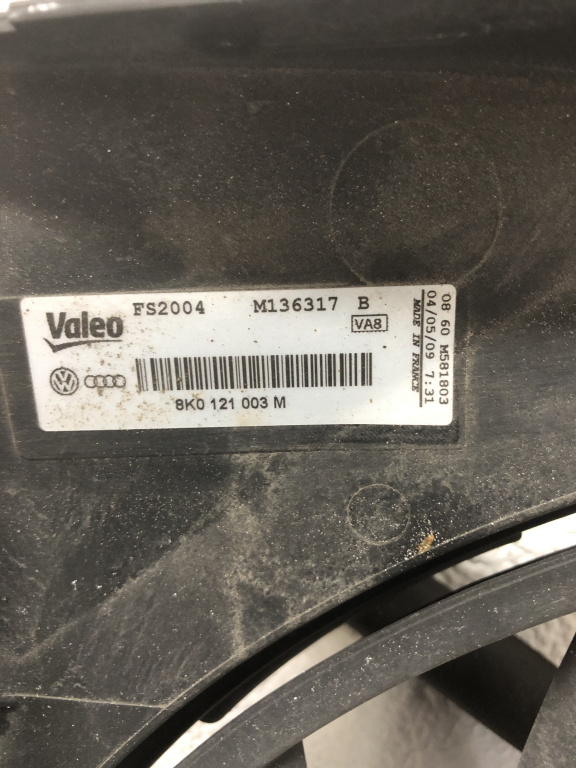 Valeo
FS2004 M136317 B
VA8
8K0 121 003 M
08 60 M581803
04/05/09 7:31
MADE IN FRANCE